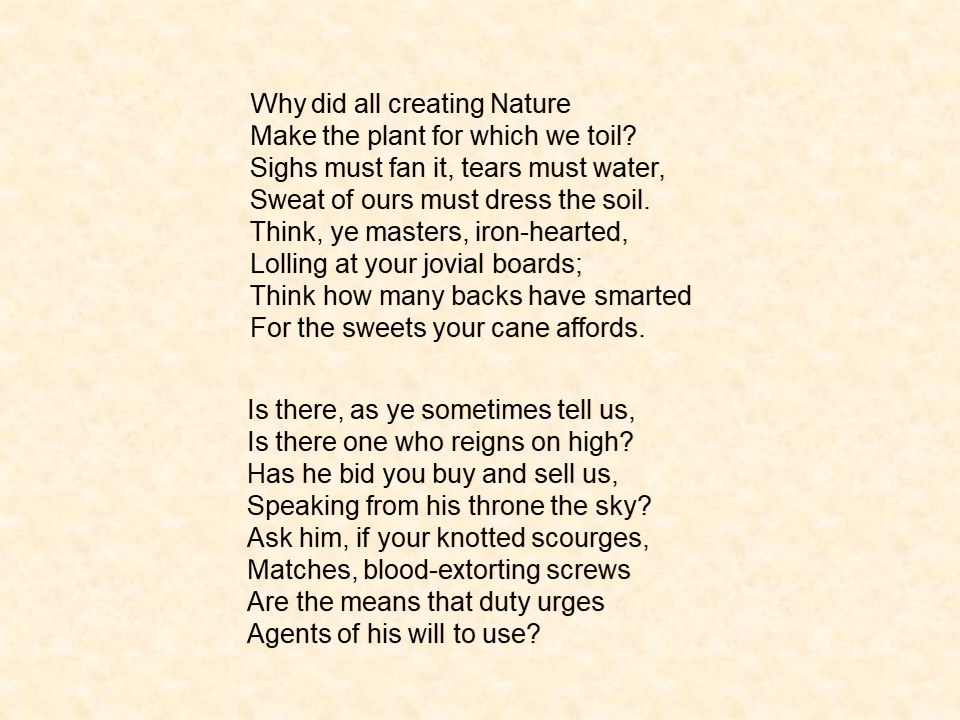 Why did all creating Nature
Make the plant for which we toil?
Sighs must fan it, tears must water,
Sweat of ours must dress the soil.
Think, ye masters, iron-hearted,
Lolling at your jovial boards;
Think how many backs have smarted
For the sweets your cane affords.
Is there, as ye sometimes tell us,
Is there one who reigns on high?
Has he bid you buy and sell us,
Speaking from his throne the sky?
Ask him, if your knotted scourges,
Matches, blood-extorting screws
Are the means that duty urges
Agents of his will to use?